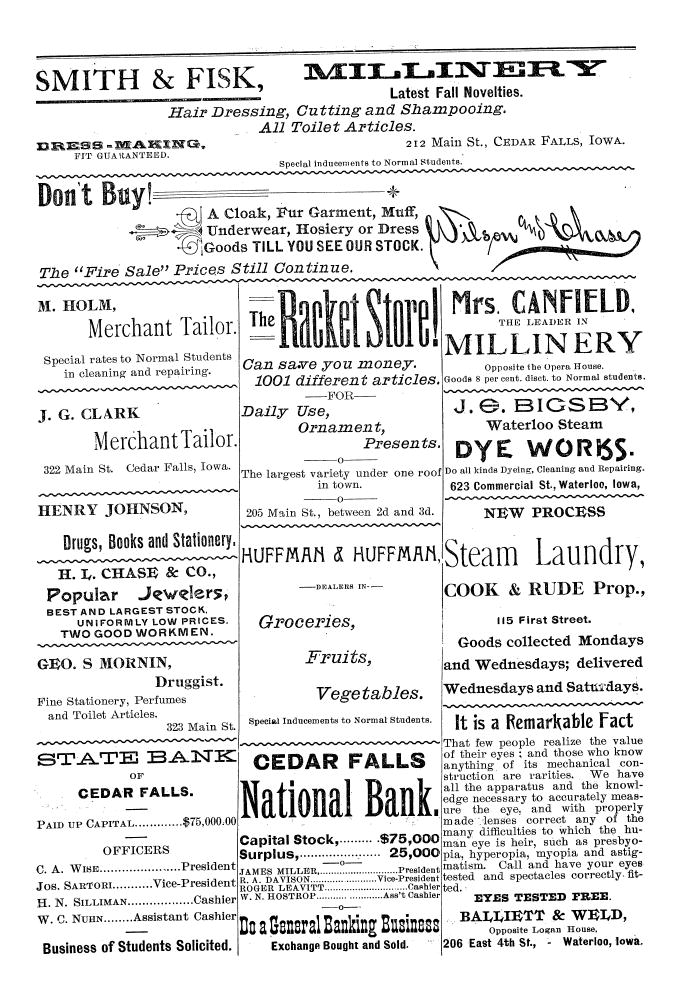 SMITH & FISK,
MILLINERY
Latest Fall Novelties.
Hair Dressing, Cutting and Shampooing.
All Toilet Articles.
DRESS-MAKING.
FIT GUARANTEED.
212 Main St., CEDAR FALLS, IOWA.
Special inducements to Normal Students.
Don't Buy!
A Cloak, Fur Garment, Muff,
Underwear, Hosiery or Dress
Goods TILL YOU SEE OUR STOCK.
Wilson and Chase
The "Fire Sale" Prices Still Continue.
M. HOLM,
Merchant Tailor.
Special rates to Normal Students
in cleaning and repairing.
J. G. CLARK
Merchant Tailor.
322 Main St. Cedar Falls, Iowa.
HENRY JOHNSON,
Drugs, Books and Stationery.
H. L. CHASE & CO.,
Popular Jewelers,
BEST AND LARGEST STOCK.
UNIFORMLY LOW PRICES.
TWO GOOD WORKMEN.
GEO. S MORNIN,
Druggist.
Fine Stationery, Perfumes
and Toilet Articles.
323 Main St.
STATE BANK
OF
CEDAR FALLS.
PAID UP CAPITAL............$75,000.00
OFFICERS
C. A. WISE......................President
JOS. SARTORI..........Vice-President
H. N. SILLIMAN...................Cashier
W. C. NUHN.......Assistant Cashier
Business of Students Solicited.
The Racket Store!
Can save you money.
1001 different articles,
—FOR—
Daily Use,
Ornament,
Presents.
The largest variety under one roof
in town.
205 Main St., between 2d and 3d.
HUFFMAN & HUFFMAN,
—DEALERS IN—
Groceries,
Fruits,
Vegetables.
Special Inducements to Normal Students.
CEDAR FALLS
National Bank.
Capital Stock,........$75,000
Surplus,.................... 25,000
JAMES MILLER,......................President
R. A. DAVISON....................Vice-President
ROGER LEAVITT......................Cashier
W. N. HOSTROP................Ass't Cashier
Do a General Banking Business
Exchange Bought and Sold.
Mrs. CANFIELD,
THE LEADER IN
MILLINERY
Opposite the Opera House.
Goods 8 per cent. disct. to Normal students.
J. G. BIGSBY,
Waterloo Steam
DYE WORKS.
Do all kinds Dyeing, Cleaning and Repairing.
623 Commercial St., Waterloo, Iowa,
NEW PROCESS
Steam Laundry,
COOK & RUDE Prop.,
115 First Street.
Goods collected Mondays
and Wednesdays; delivered
Wednesdays and Saturdays.
It is a Remarkable Fact
That few people realize the value
of their eyes; and those who know
anything of its mechanical con-
struction are rarities. We have
all the apparatus and the knowl-
edge necessary to accurately meas-
ure the eye, and with properly
made lenses correct any of the
many difficulties to which the hu-
man eye is heir, such as presbyo-
pia, hyperopia, myopia and astig-
matism. Call and have your eyes
tested and spectacles correctly fit-
ted.
EYES TESTED FREE.
BALLIETT & WELD,
Opposite Logan House,
206 East 4th St., - Waterloo, Iowa.